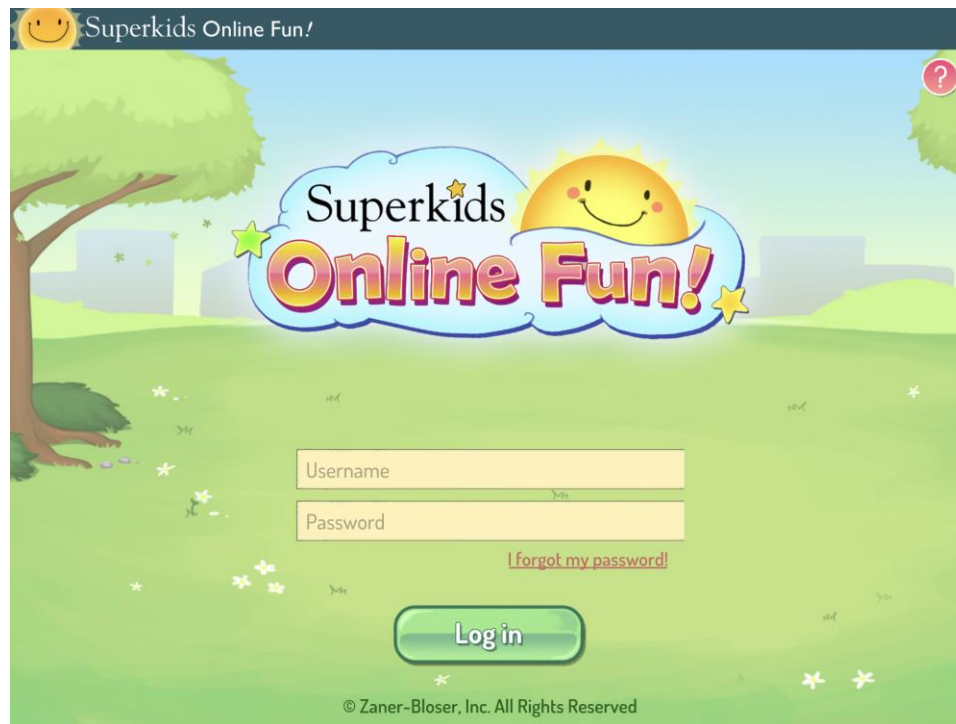 Superkids Online Fun!
?
Superkids
Online Fun!
Username
Password
I forgot my password!
Log in
© Zaner-Bloser, Inc. All Rights Reserved